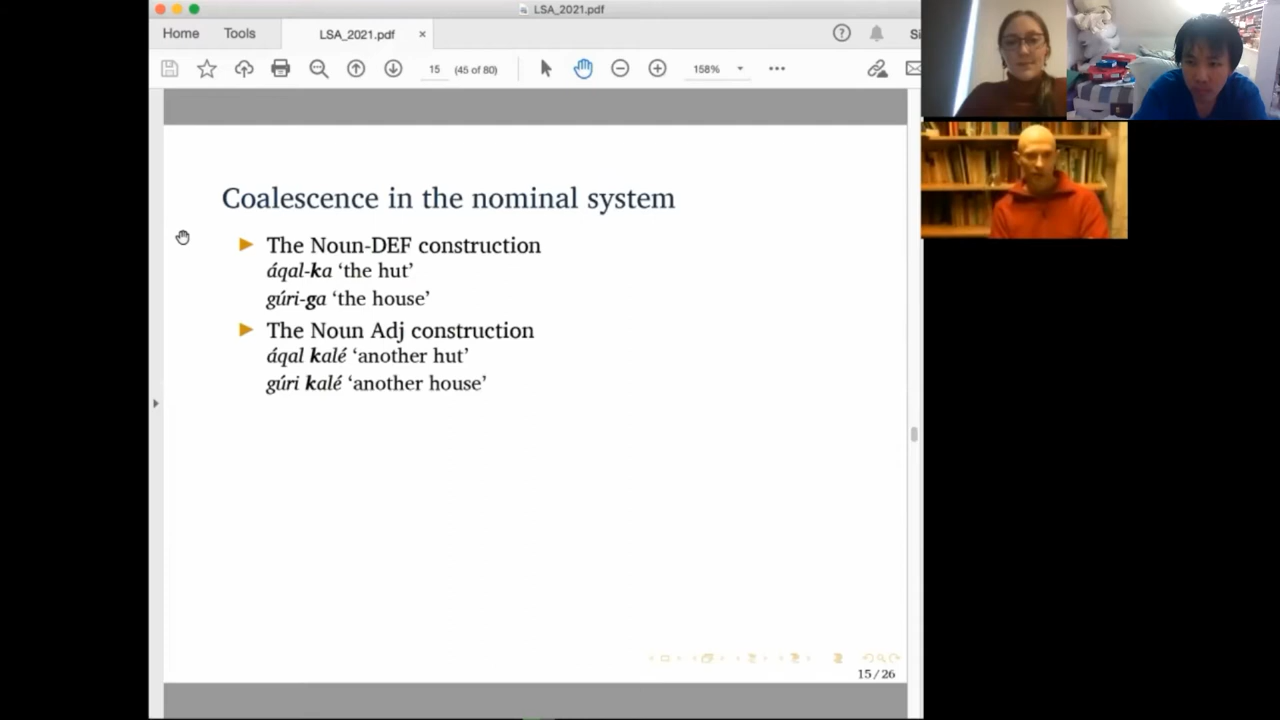 LSA_2021.pdf
Home
Tools
LSA_2021.pdf ×
Si
15 (45 of 80)
158%
Coalescence in the nominal system
The Noun-DEF construction
áqal-ka ‘the hut’
gúri-ga ‘the house’
The Noun Adj construction
áqal kalé ‘another hut’
gúri kalé ‘another house’
15/26